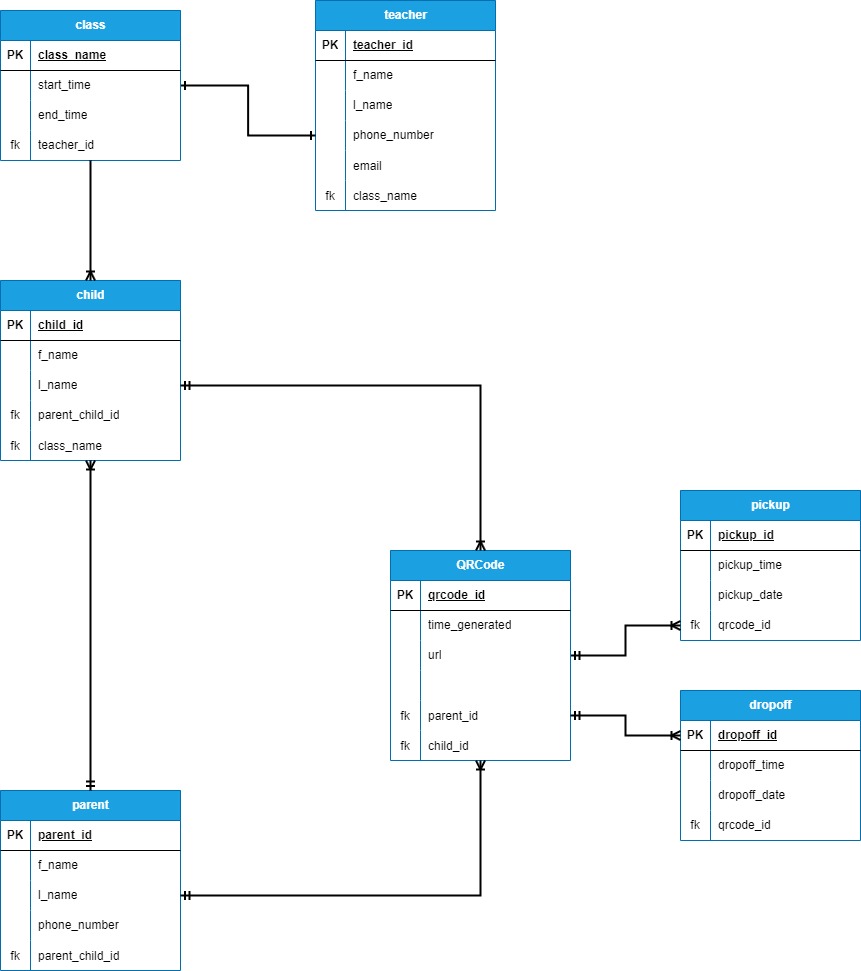 class
PK class_name
start_time
end_time
fk teacher_id
teacher
PK teacher_id
f_name
l_name
phone_number
email
fk class_name
child
PK child_id
f_name
l_name
fk parent_child_id
fk class_name
QRCode
PK qrcode_id
time_generated
url
fk parent_id
fk child_id
pickup
PK pickup_id
pickup_time
pickup_date
fk qrcode_id
dropoff
PK dropoff_id
dropoff_time
dropoff_date
fk qrcode_id
parent
PK parent_id
f_name
l_name
phone_number
fk parent_child_id